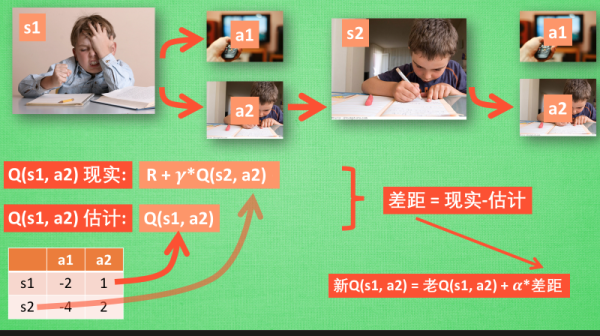 s1
a1
a2
s2
a1
a2
Q(s1, a2) 现实: R + γ*Q(s2, a2)
Q(s1, a2) 估计: Q(s1, a2)
差距 = 现实-估计
a1 a2
s1 -2 1
s2 -4 2
新Q(s1, a2) = 老Q(s1, a2) + α*差距